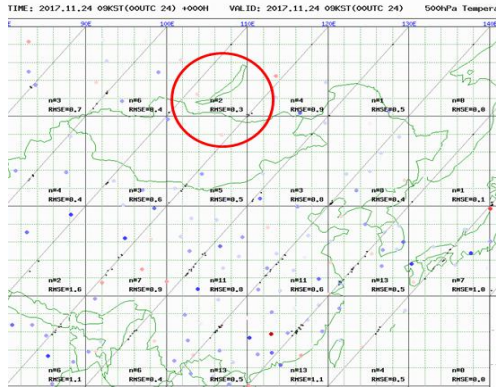 TIME: 2017.11.24 09KST(00UTC 24) +000H VALID: 2017.11.24 09KST(00UTC 24) 500hPa Tempera
90E 100E 110E 120E 130E 140
n=3 n=6 n=2 n=4 n=1 n=0
RMSE=0.7 RMSE=0.4 RMSE=0.3 RMSE=0.9 RMSE=0.5 RMSE=0.0
n=4 n=3 n=5 n=3 n=8 n=1
RMSE=0.4 RMSE=0.6 RMSE=0.5 RMSE=0.8 RMSE=0.4 RMSE=0.1
n=2 n=7 n=11 n=11 n=13 n=7
RMSE=1.6 RMSE=0.9 RMSE=0.8 RMSE=0.6 RMSE=0.5 RMSE=1.0
n=6 n=6 n=13 n=13 n=4 n=0
RMSE=1.1 RMSE=0.4 RMSE=0.5 RMSE=1.1 RMSE=0.5 RMSE=0.0